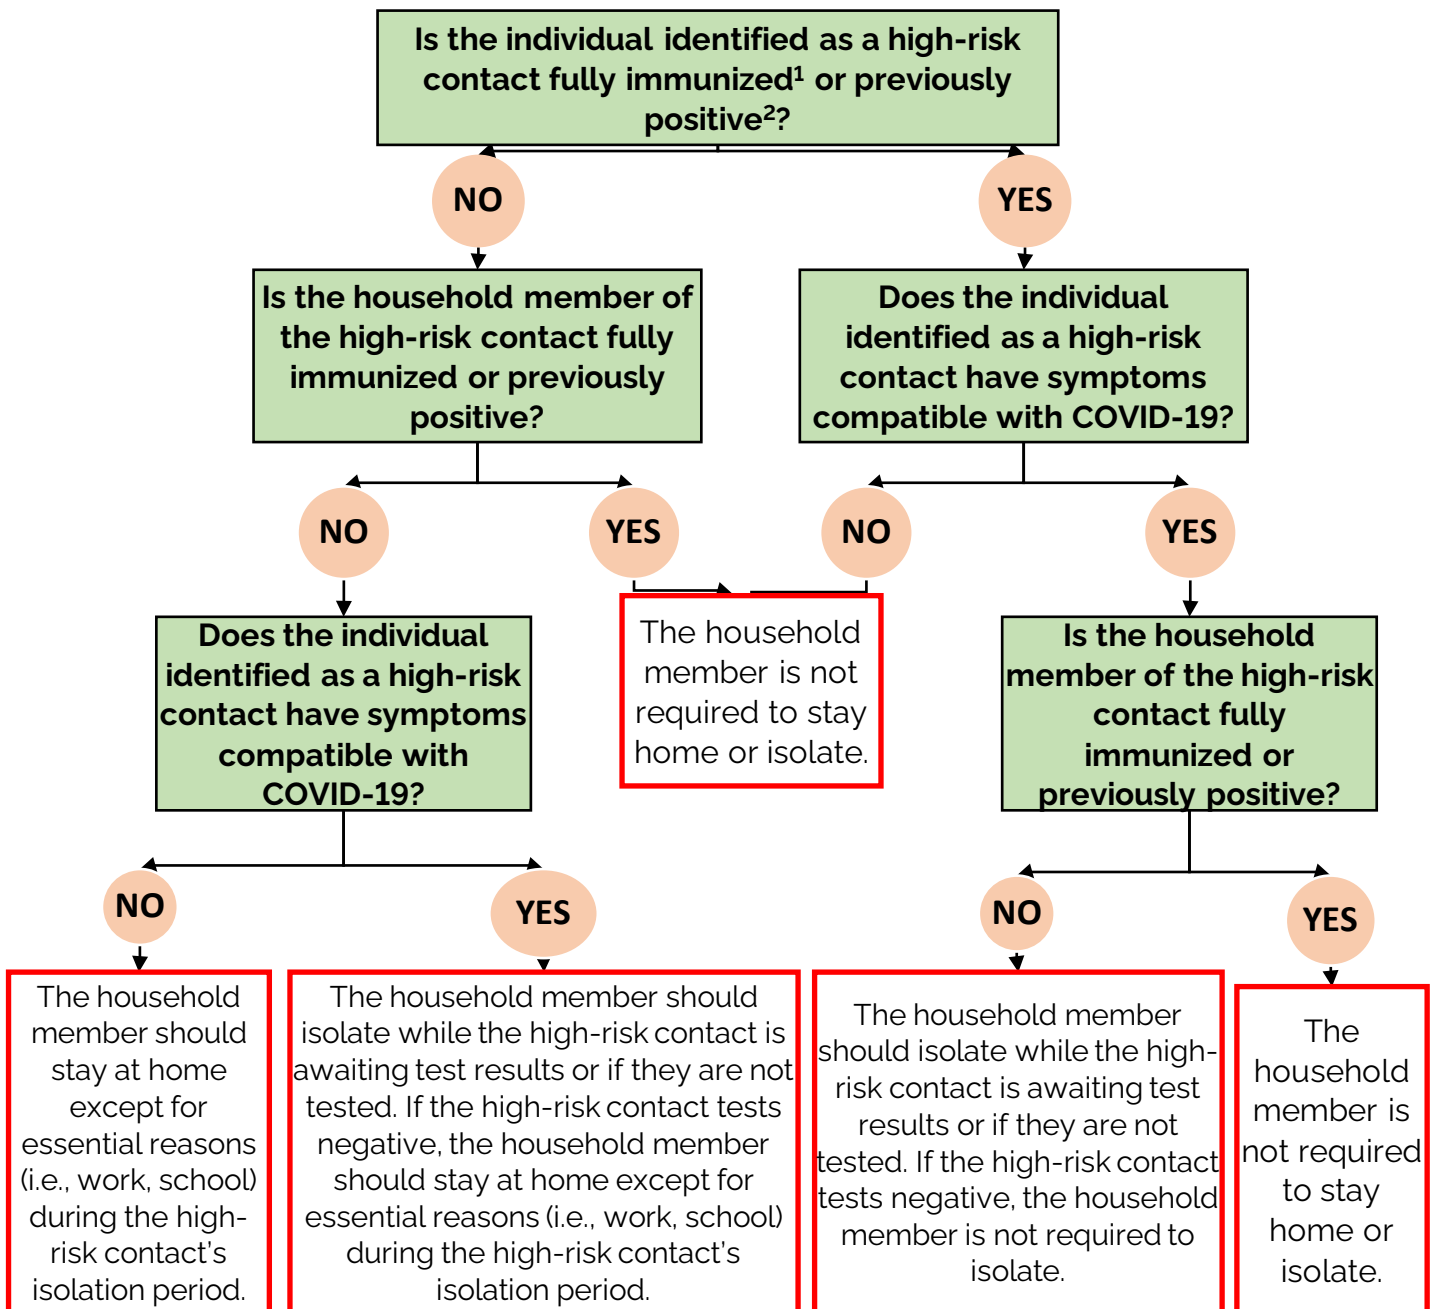 Is the individual identified as a high-risk
contact fully immunized¹ or previously
positive²?
NO
YES
Is the household member of
the high-risk contact fully
immunized or previously
positive?
Does the individual
identified as a high-risk
contact have symptoms
compatible with COVID-19?
NO
YES
NO
YES
Does the individual
identified as a high-risk
contact have symptoms
compatible with
COVID-19?
The household
member is not
required to stay
home or isolate.
Is the household
member of the high-risk
contact fully
immunized or
previously positive?
NO
YES
NO
YES
The household
member should
stay at home
except for
essential reasons
(i.e., work, school)
during the high-
risk contact’s
isolation period.
The household member should
isolate while the high-risk contact is
awaiting test results or if they are not
tested. If the high-risk contact tests
negative, the household member
should stay at home except for
essential reasons (i.e., work, school)
during the high-risk contact’s
isolation period.
The household member
should isolate while the high-
risk contact is awaiting test
results or if they are not
tested. If the high-risk contact
tests negative, the household
member is not required to
isolate.
The
household
member is
not required
to stay
home or
isolate.